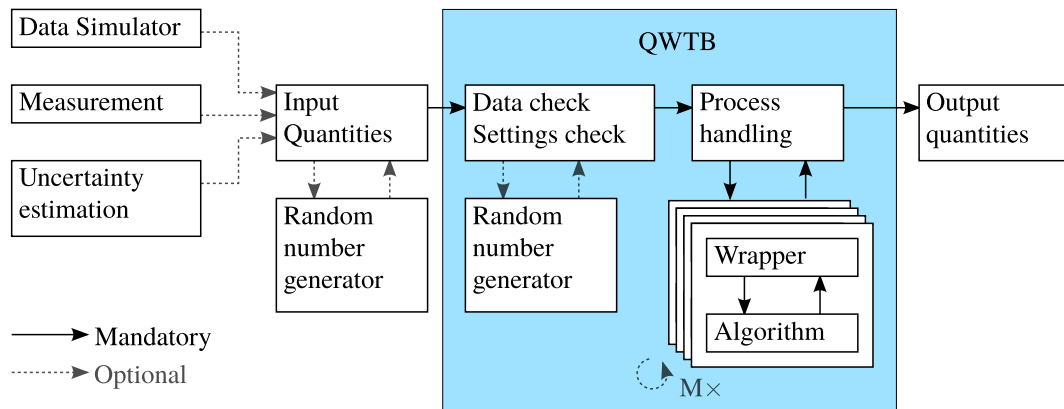 Data Simulator
Measurement
Uncertainty
estimation
Input
Quantities
Random
number
generator
QWTB
Data check
Settings check
Random
number
generator
Process
handling
Wrapper
Algorithm
M×
Output
quantities
Mandatory
Optional